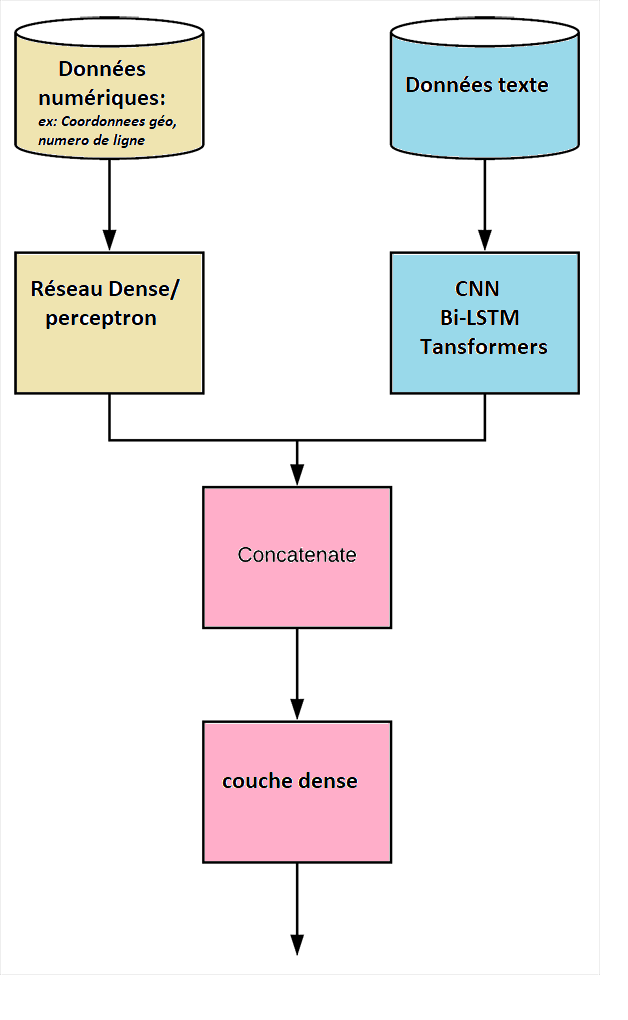 Données
numériques:
ex: Coordonnees géo,
numero de ligne
Données texte
Réseau Dense/
perceptron
CNN
Bi-LSTM
Tansformers
Concatenate
couche dense